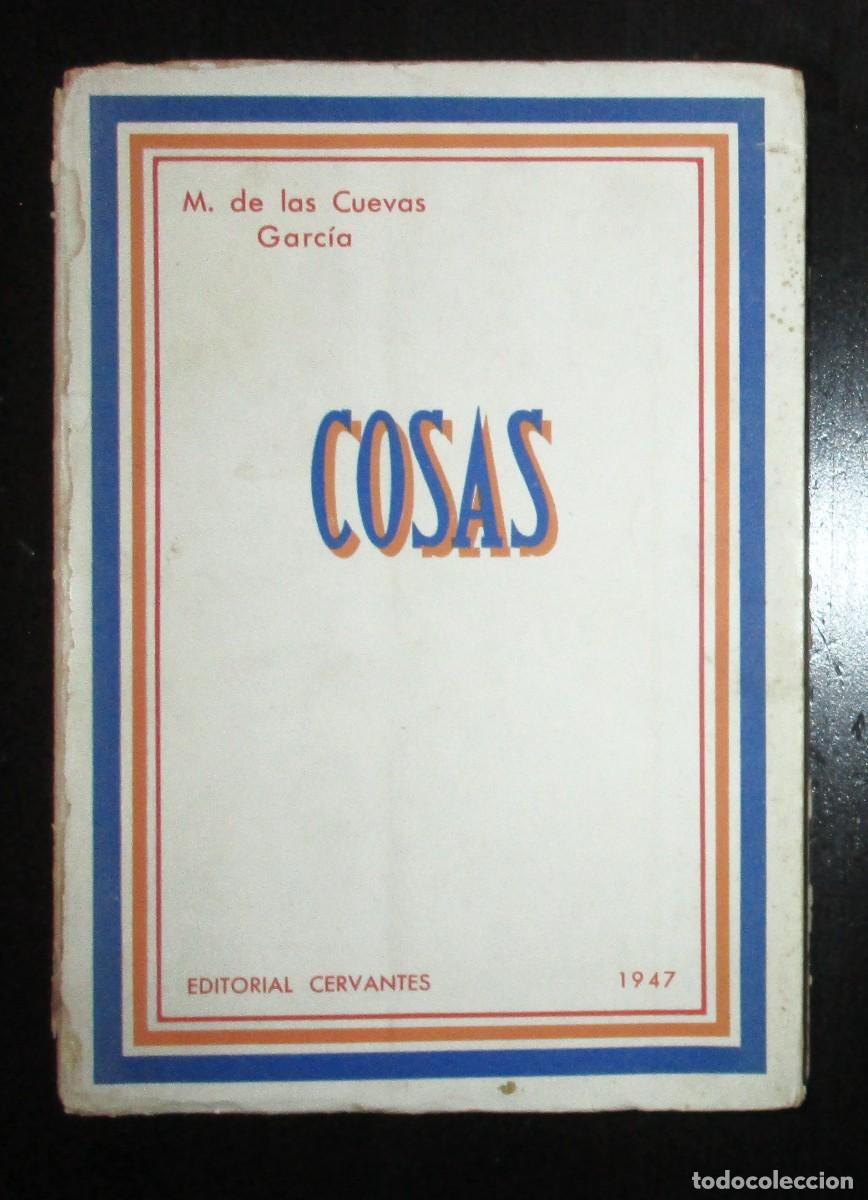 M. de las Cuevas
García
COSAS
EDITORIAL CERVANTES 1947
todocoleccion